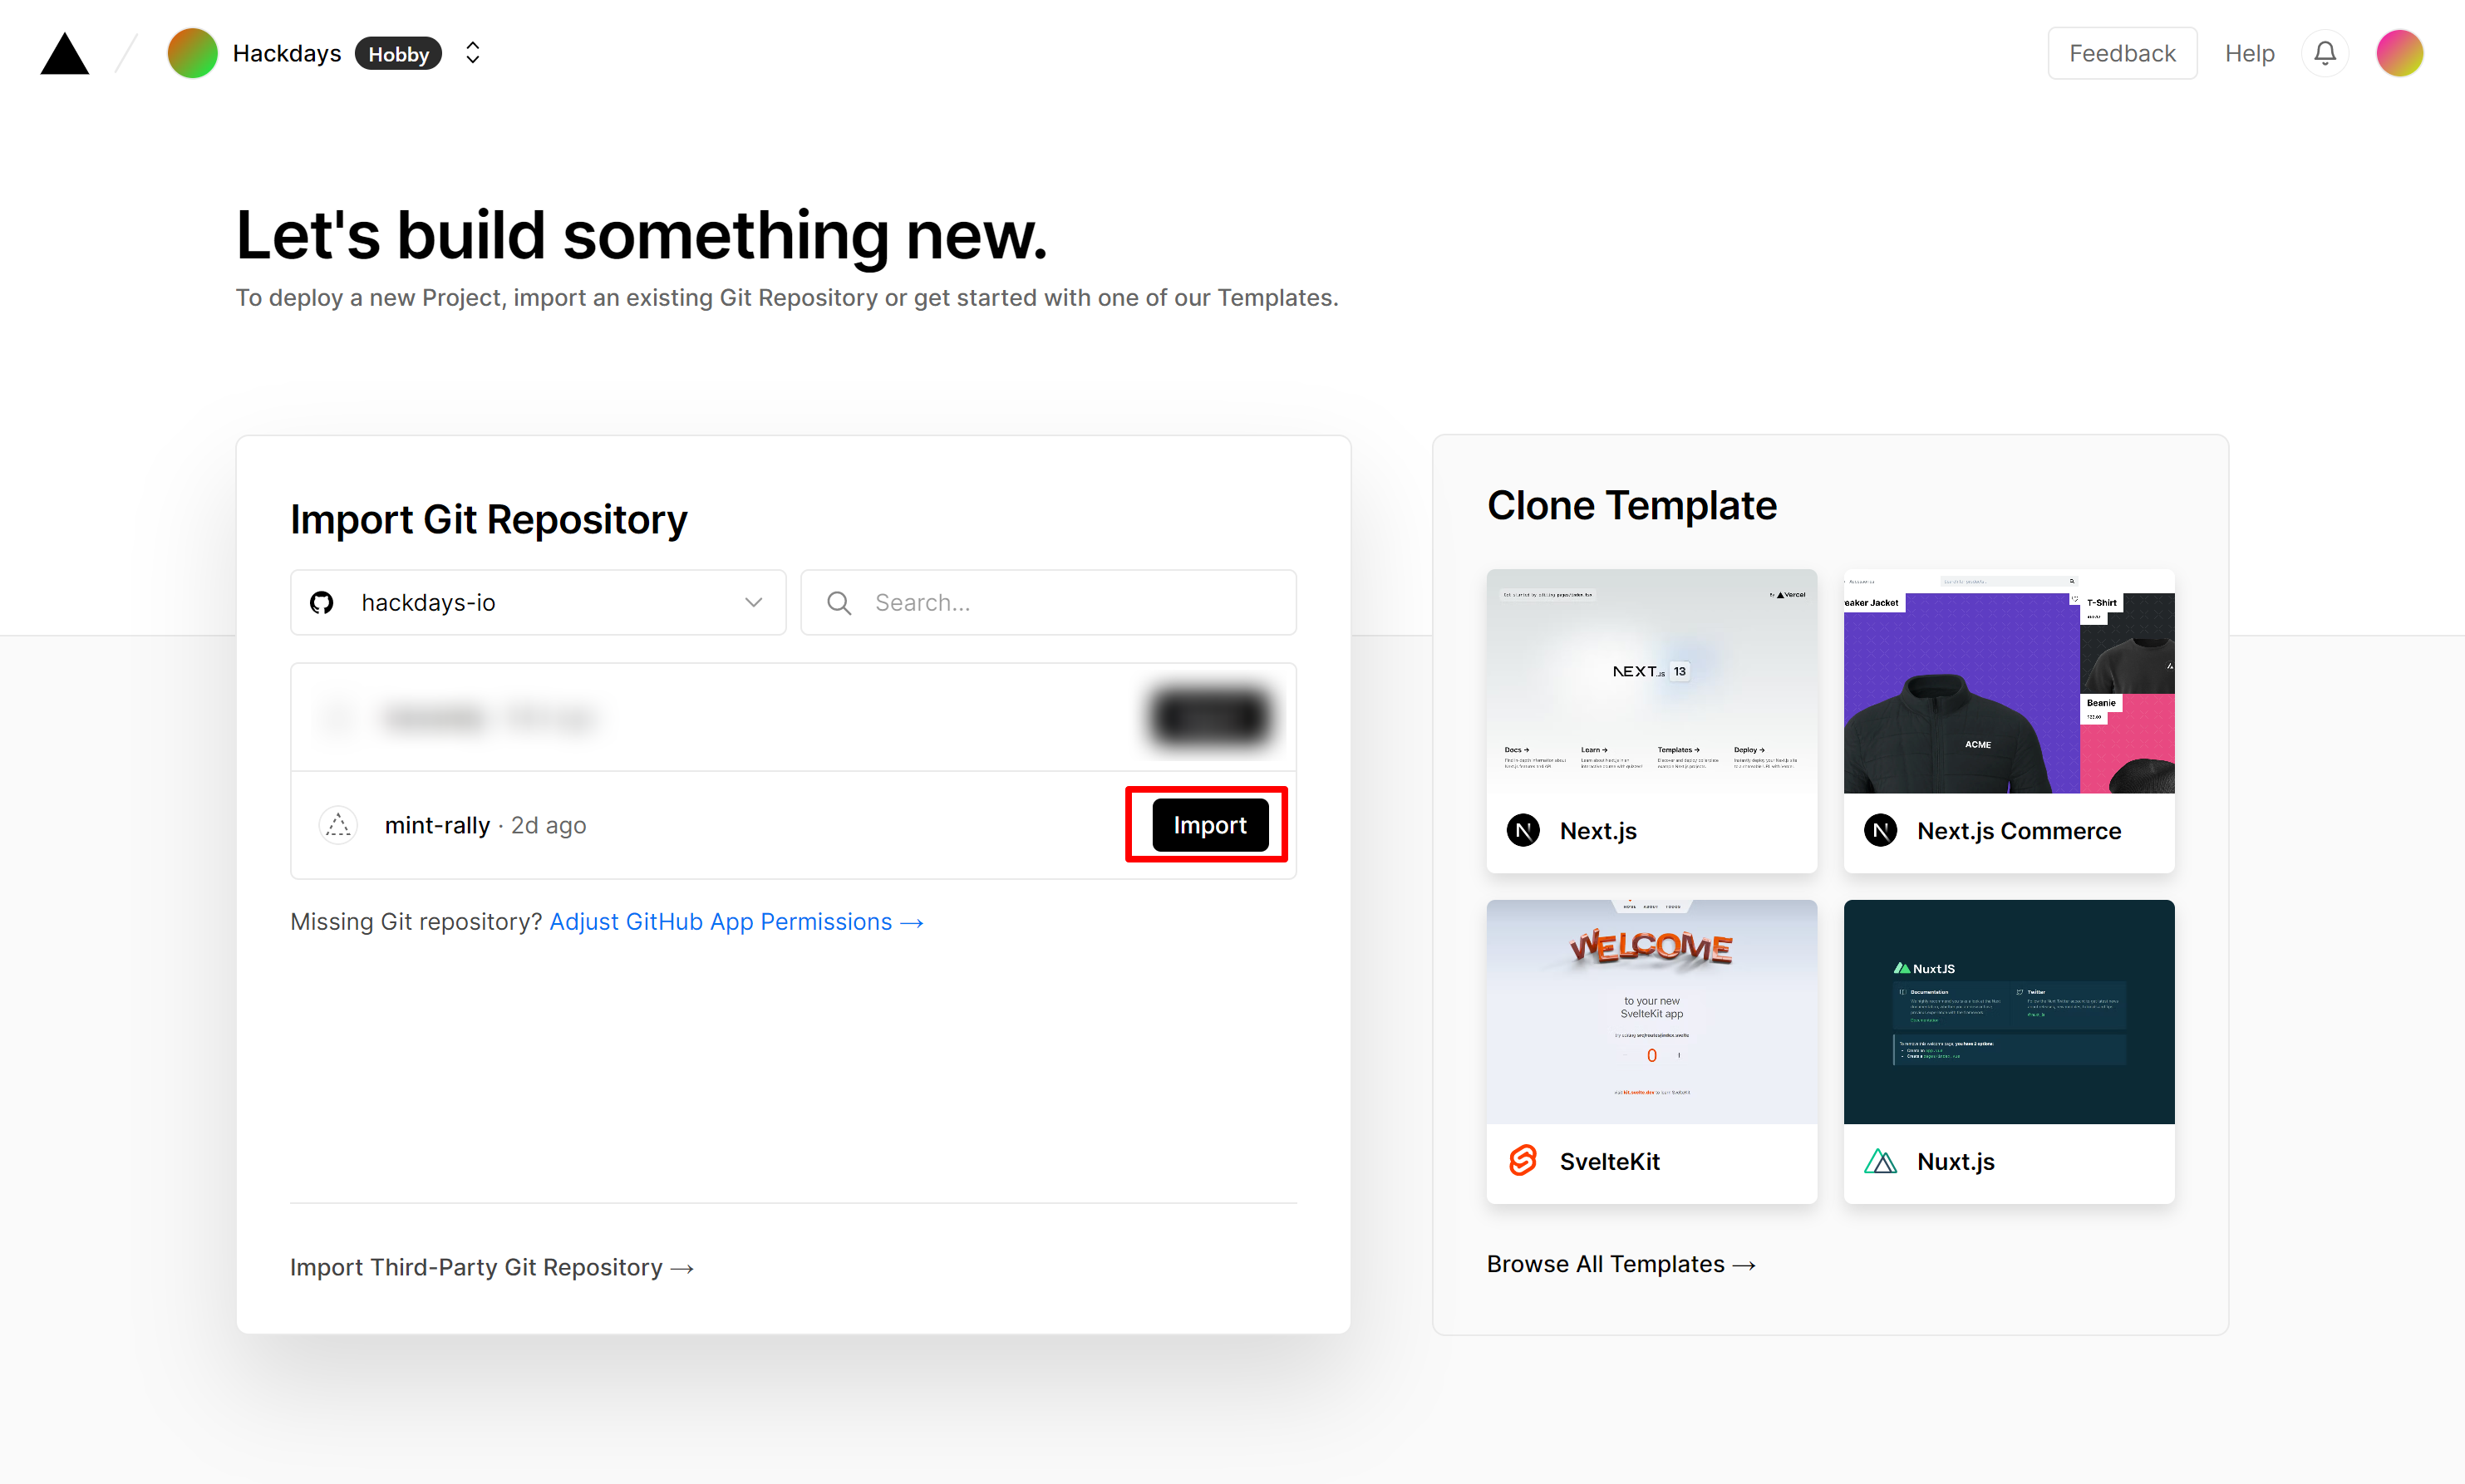 Hackdays Hobby
Feedback Help
Let's build something new.
To deploy a new Project, import an existing Git Repository or get started with one of our Templates.
Import Git Repository
hackdays-io
Search...
mint-rally · 2d ago
Import
Missing Git repository? Adjust GitHub App Permissions →
Import Third-Party Git Repository →
Clone Template
By Vercel
NEXT.JS 13
Docs →
Learn →
Templates →
Deploy →
N Next.js
eaker Jacket
T-Shirt
Beanie
ACME
N Next.js Commerce
WELCOME
to your new
SvelteKit app
0
SvelteKit
NuxtJS
Documentation
Twitter
Nuxt.js
Browse All Templates →